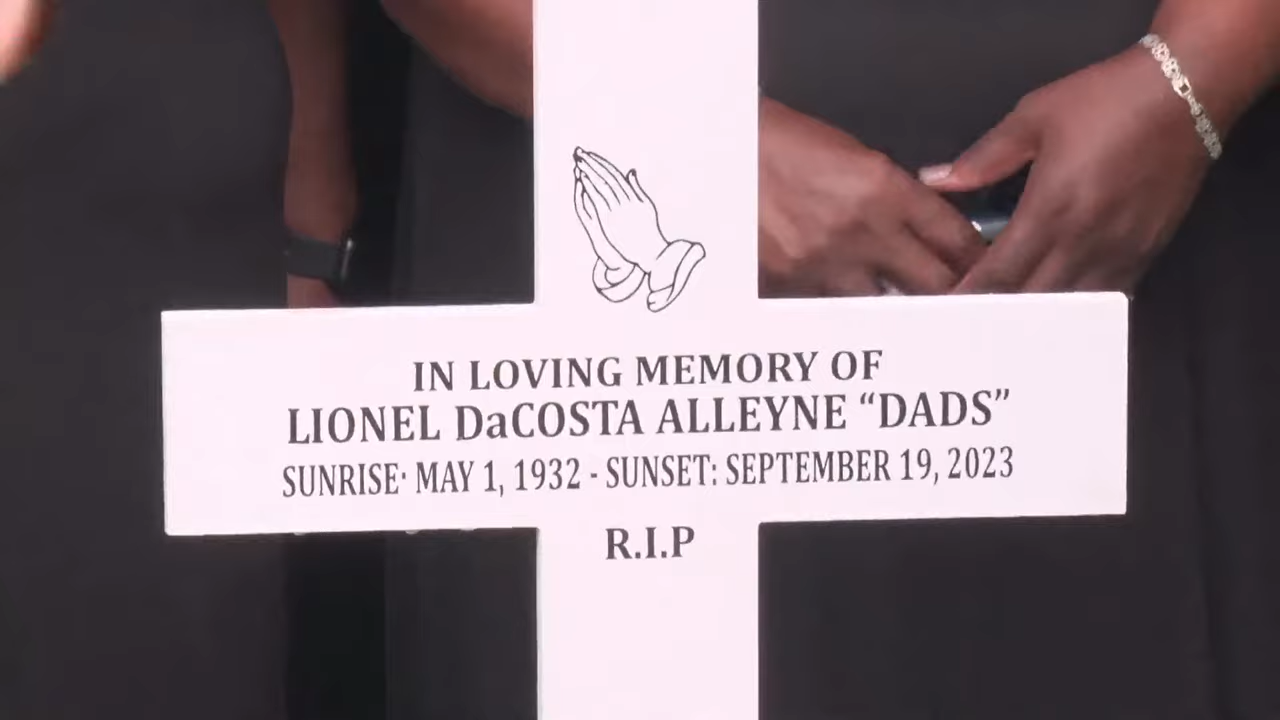 IN LOVING MEMORY OF
LIONEL DaCOSTA ALLEYNE “DADS”
SUNRISE: MAY 1, 1932 - SUNSET: SEPTEMBER 19, 2023
R.I.P